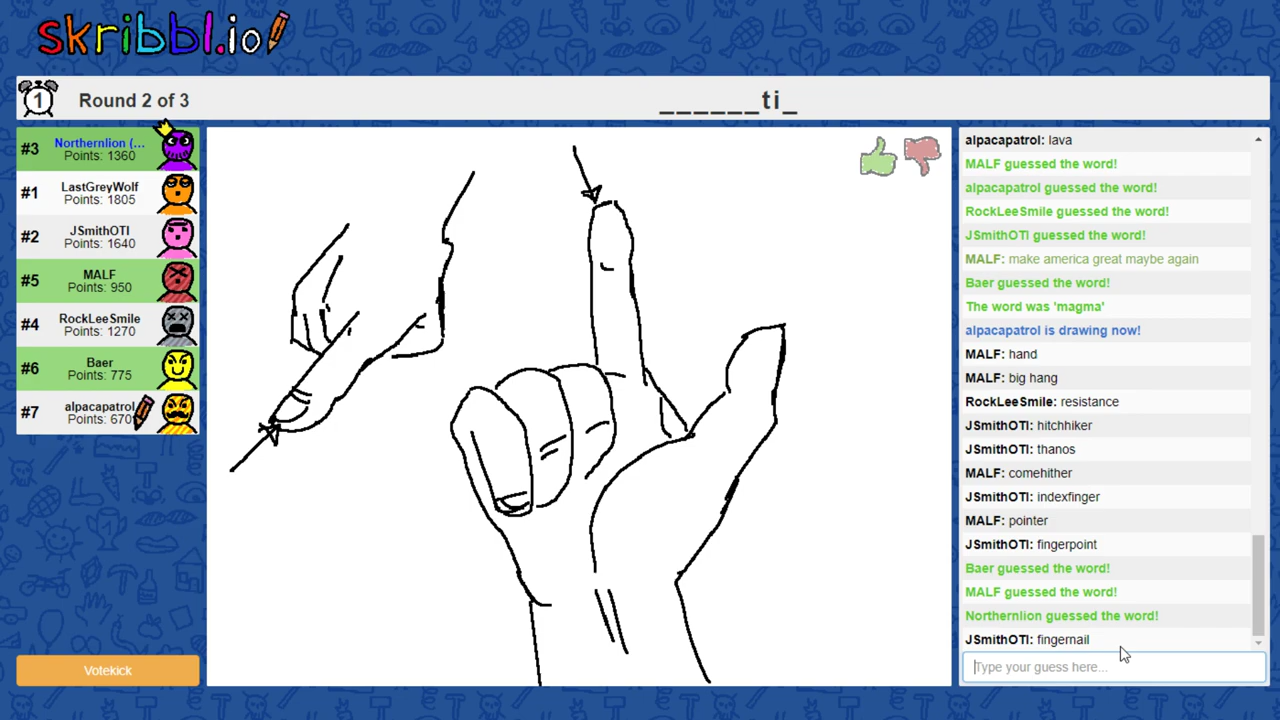 skribbl.io
1 Round 2 of 3
______ti_
#3 Northernlion (...
Points: 1360
#1 LastGreyWolf
Points: 1805
#2 JSmithOTI
Points: 1640
#5 MALF
Points: 950
#4 RockLeeSmile
Points: 1270
#6 Baer
Points: 775
#7 alpacapatrol
Points: 670
Votekick
alpacapatrol: lava
MALF guessed the word!
alpacapatrol guessed the word!
RockLeeSmile guessed the word!
JSmithOTI guessed the word!
MALF: make america great maybe again
Baer guessed the word!
The word was 'magma'
alpacapatrol is drawing now!
MALF: hand
MALF: big hang
RockLeeSmile: resistance
JSmithOTI: hitchhiker
JSmithOTI: thanos
MALF: comehither
JSmithOTI: indexfinger
MALF: pointer
JSmithOTI: fingerpoint
Baer guessed the word!
MALF guessed the word!
Northernlion guessed the word!
JSmithOTI: fingernail
Type your guess here...